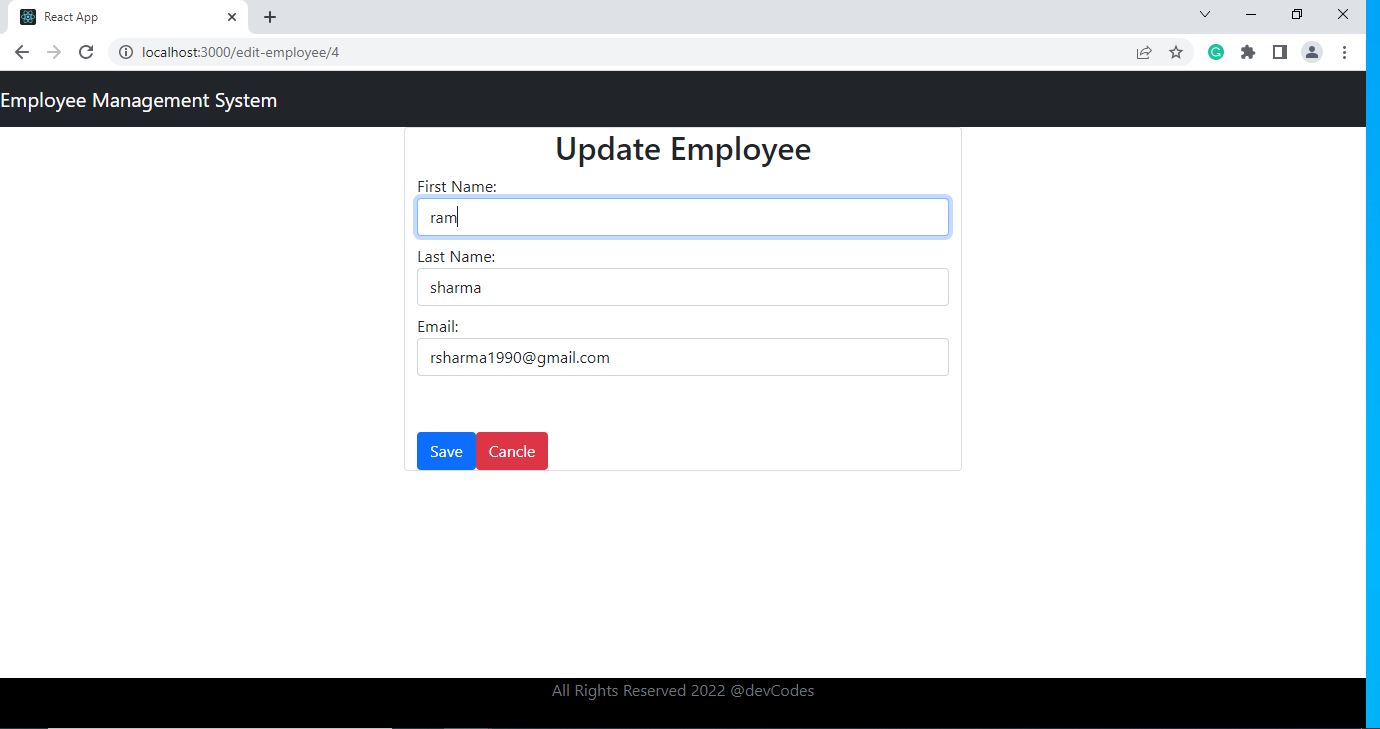 React App
localhost:3000/edit-employee/4
Employee Management System
Update Employee
First Name:
ram
Last Name:
sharma
Email:
rsharma1990@gmail.com
Save Cancle
All Rights Reserved 2022 @devCodes